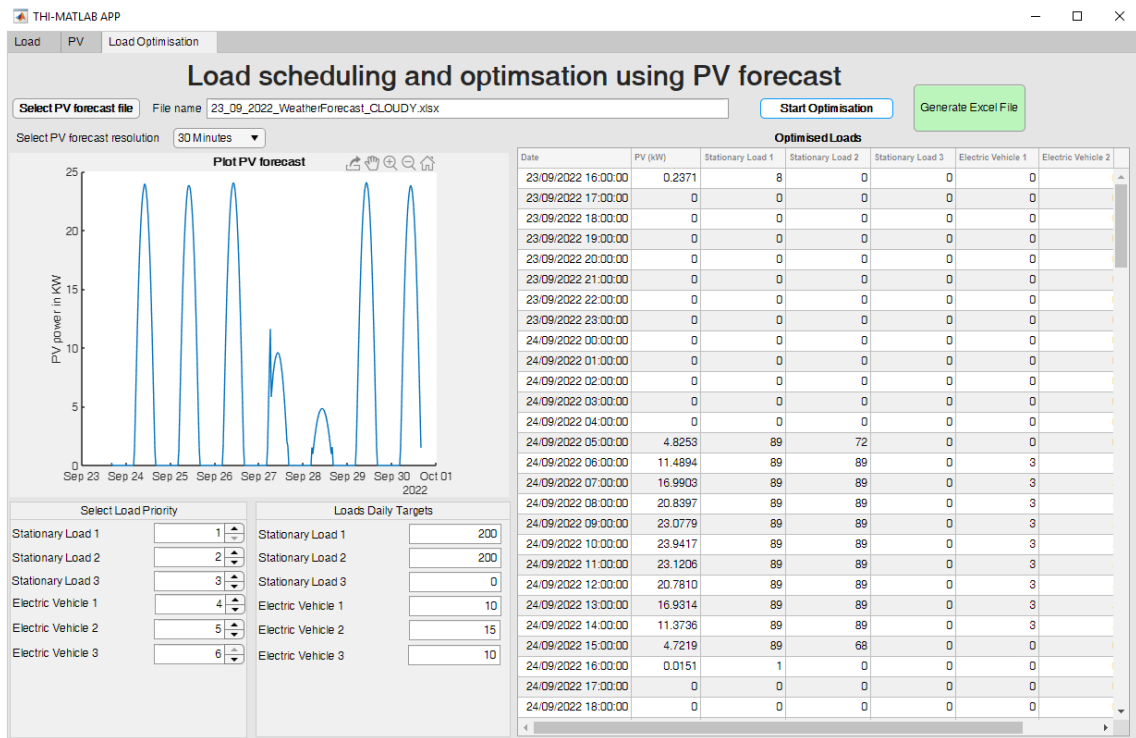 THI-MATLAB APP
Load PV Load Optimisation
Load scheduling and optimsation using PV forecast
Select PV forecast file File name 23_09_2022_WeatherForecast_CLOUDY.xlsx Start Optimisation Generate Excel File
Select PV forecast resolution 30 Minutes
Plot PV forecast
25
20
15
10
5
0
PV power in KW
Sep 23 Sep 24 Sep 25 Sep 26 Sep 27 Sep 28 Sep 29 Sep 30 Oct 01
2022
Select Load Priority
Stationary Load 1 1
Stationary Load 2 2
Stationary Load 3 3
Electric Vehicle 1 4
Electric Vehicle 2 5
Electric Vehicle 3 6
Loads Daily Targets
Stationary Load 1 200
Stationary Load 2 200
Stationary Load 3 0
Electric Vehicle 1 10
Electric Vehicle 2 15
Electric Vehicle 3 10
Optimised Loads
Date PV (kW) Stationary Load 1 Stationary Load 2 Stationary Load 3 Electric Vehicle 1 Electric Vehicle 2
23/09/2022 16:00:00 0.2371 8 0 0 0
23/09/2022 17:00:00 0 0 0 0 0
23/09/2022 18:00:00 0 0 0 0 0
23/09/2022 19:00:00 0 0 0 0 0
23/09/2022 20:00:00 0 0 0 0 0
23/09/2022 21:00:00 0 0 0 0 0
23/09/2022 22:00:00 0 0 0 0 0
23/09/2022 23:00:00 0 0 0 0 0
24/09/2022 00:00:00 0 0 0 0 0
24/09/2022 01:00:00 0 0 0 0 0
24/09/2022 02:00:00 0 0 0 0 0
24/09/2022 03:00:00 0 0 0 0 0
24/09/2022 04:00:00 0 0 0 0 0
24/09/2022 05:00:00 4.8253 89 72 0 0
24/09/2022 06:00:00 11.4894 89 89 0 3
24/09/2022 07:00:00 16.9903 89 89 0 3
24/09/2022 08:00:00 20.8397 89 89 0 3
24/09/2022 09:00:00 23.0779 89 89 0 3
24/09/2022 10:00:00 23.9417 89 89 0 3
24/09/2022 11:00:00 23.1206 89 89 0 3
24/09/2022 12:00:00 20.7810 89 89 0 3
24/09/2022 13:00:00 16.9314 89 89 0 3
24/09/2022 14:00:00 11.3736 89 89 0 3
24/09/2022 15:00:00 4.7219 89 68 0 0
24/09/2022 16:00:00 0.0151 1 0 0 0
24/09/2022 17:00:00 0 0 0 0 0
24/09/2022 18:00:00 0 0 0 0 0